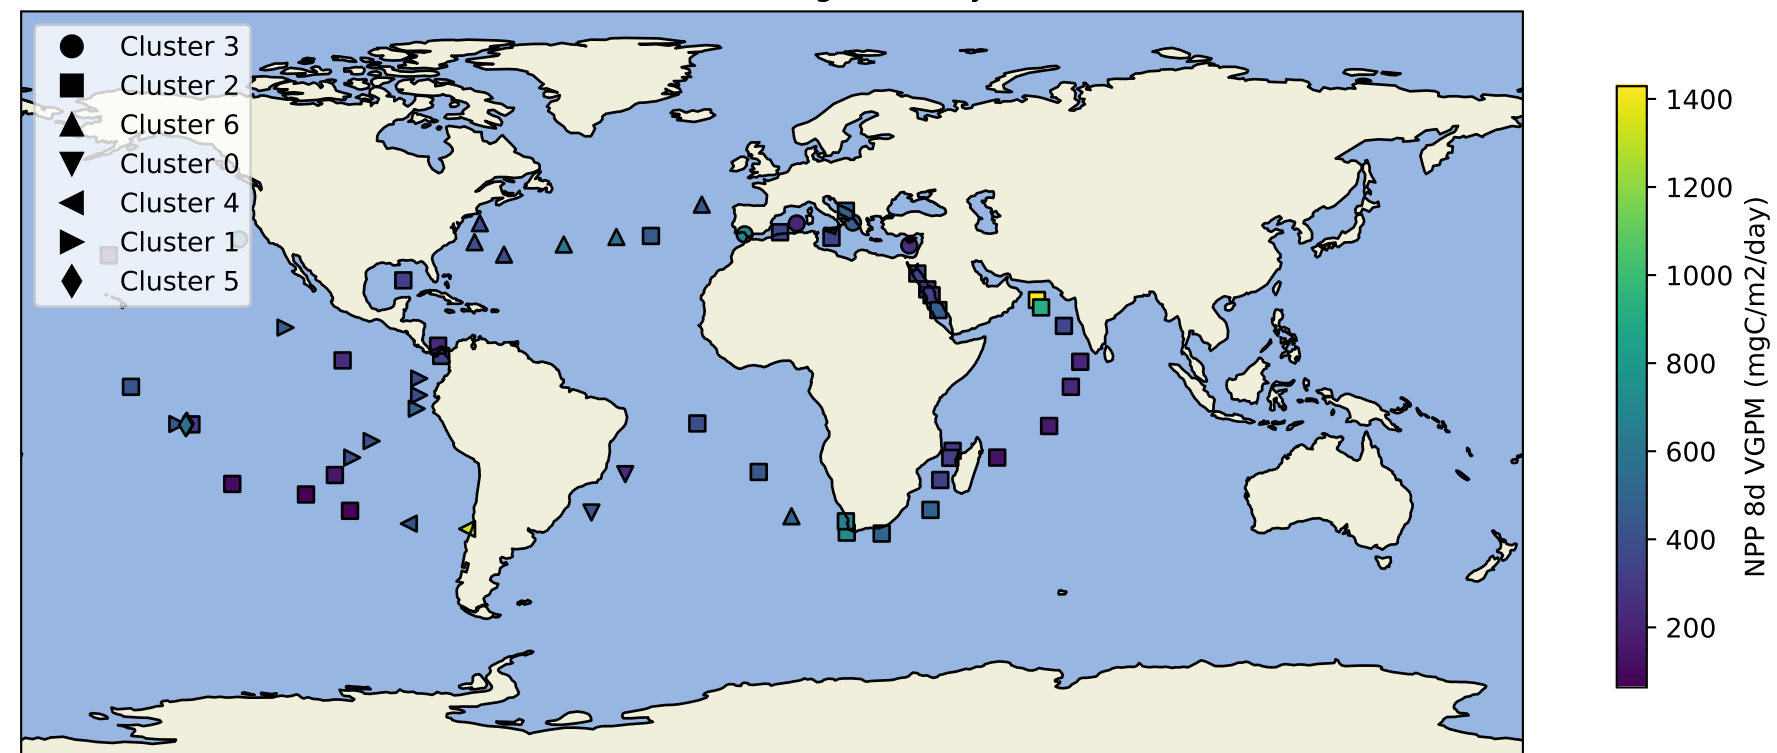 Cluster 3
Cluster 2
Cluster 6
Cluster 0
Cluster 4
Cluster 1
Cluster 5
1400
1200
1000
800
600
400
200
NPP 8d VGPM (mgC/m2/day)